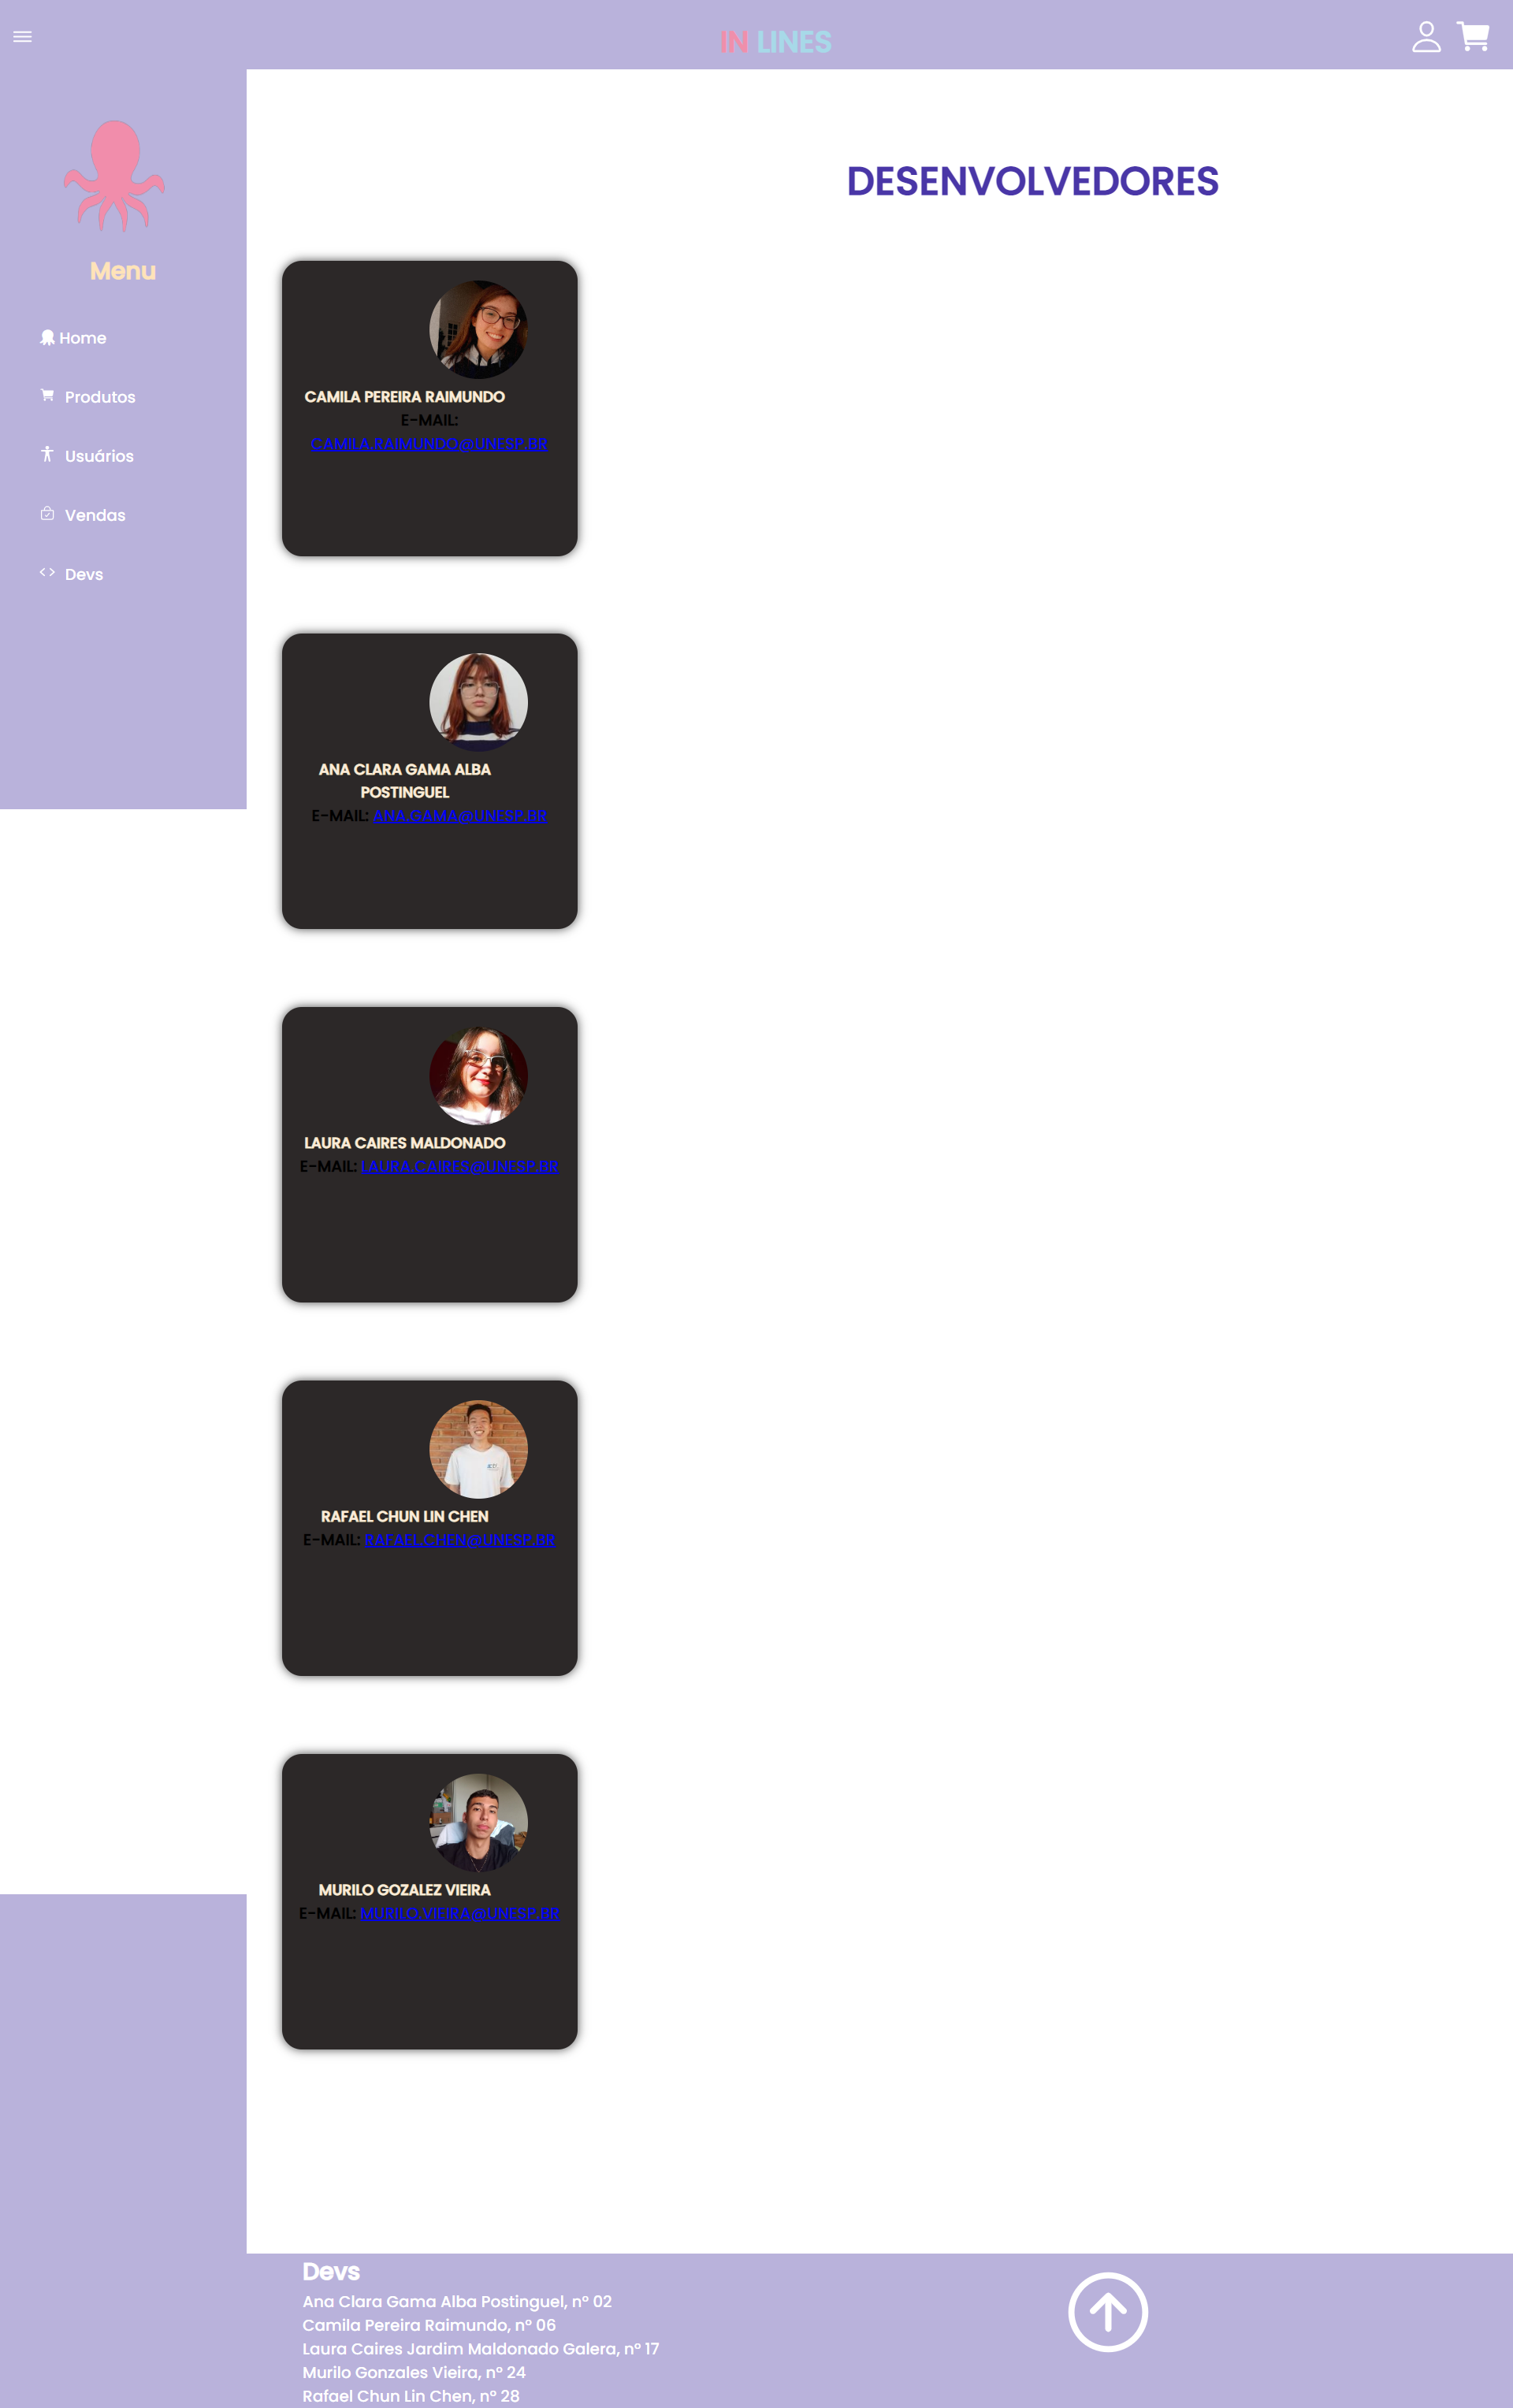 IN LINES
Menu
Home
Produtos
Usuários
Vendas
Devs
DESENVOLVEDORES
CAMILA PEREIRA RAIMUNDO
E-MAIL:
CAMILA.RAIMUNDO@UNESP.BR
ANA CLARA GAMA ALBA
POSTINGUEL
E-MAIL: ANA.GAMA@UNESP.BR
LAURA CAIRES MALDONADO
E-MAIL: LAURA.CAIRES@UNESP.BR
RAFAEL CHUN LIN CHEN
E-MAIL: RAFAEL.CHEN@UNESP.BR
MURILO GOZALEZ VIEIRA
E-MAIL: MURILO.VIEIRA@UNESP.BR
Devs
Ana Clara Gama Alba Postinguel, nº 02
Camila Pereira Raimundo, nº 06
Laura Caires Jardim Maldonado Galera, nº 17
Murilo Gonzales Vieira, nº 24
Rafael Chun Lin Chen, nº 28